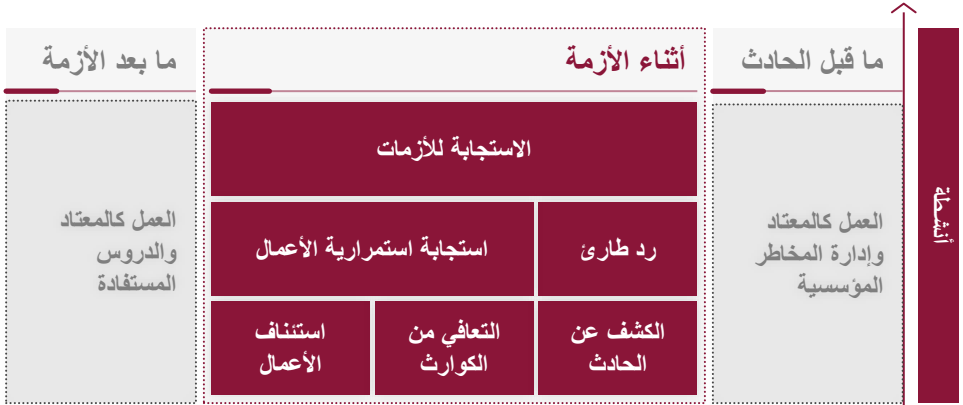 أنشطة
ما قبل الحادث
أثناء الأزمة
ما بعد الأزمة
العمل كالمعتاد
وإدارة المخاطر
المؤسسية
الاستجابة للأزمات
رد طارئ
استجابة استمرارية الأعمال
الكشف عن
الحادث
التعافي من
الكوارث
استئناف
الأعمال
العمل كالمعتاد
والدروس
المستفادة